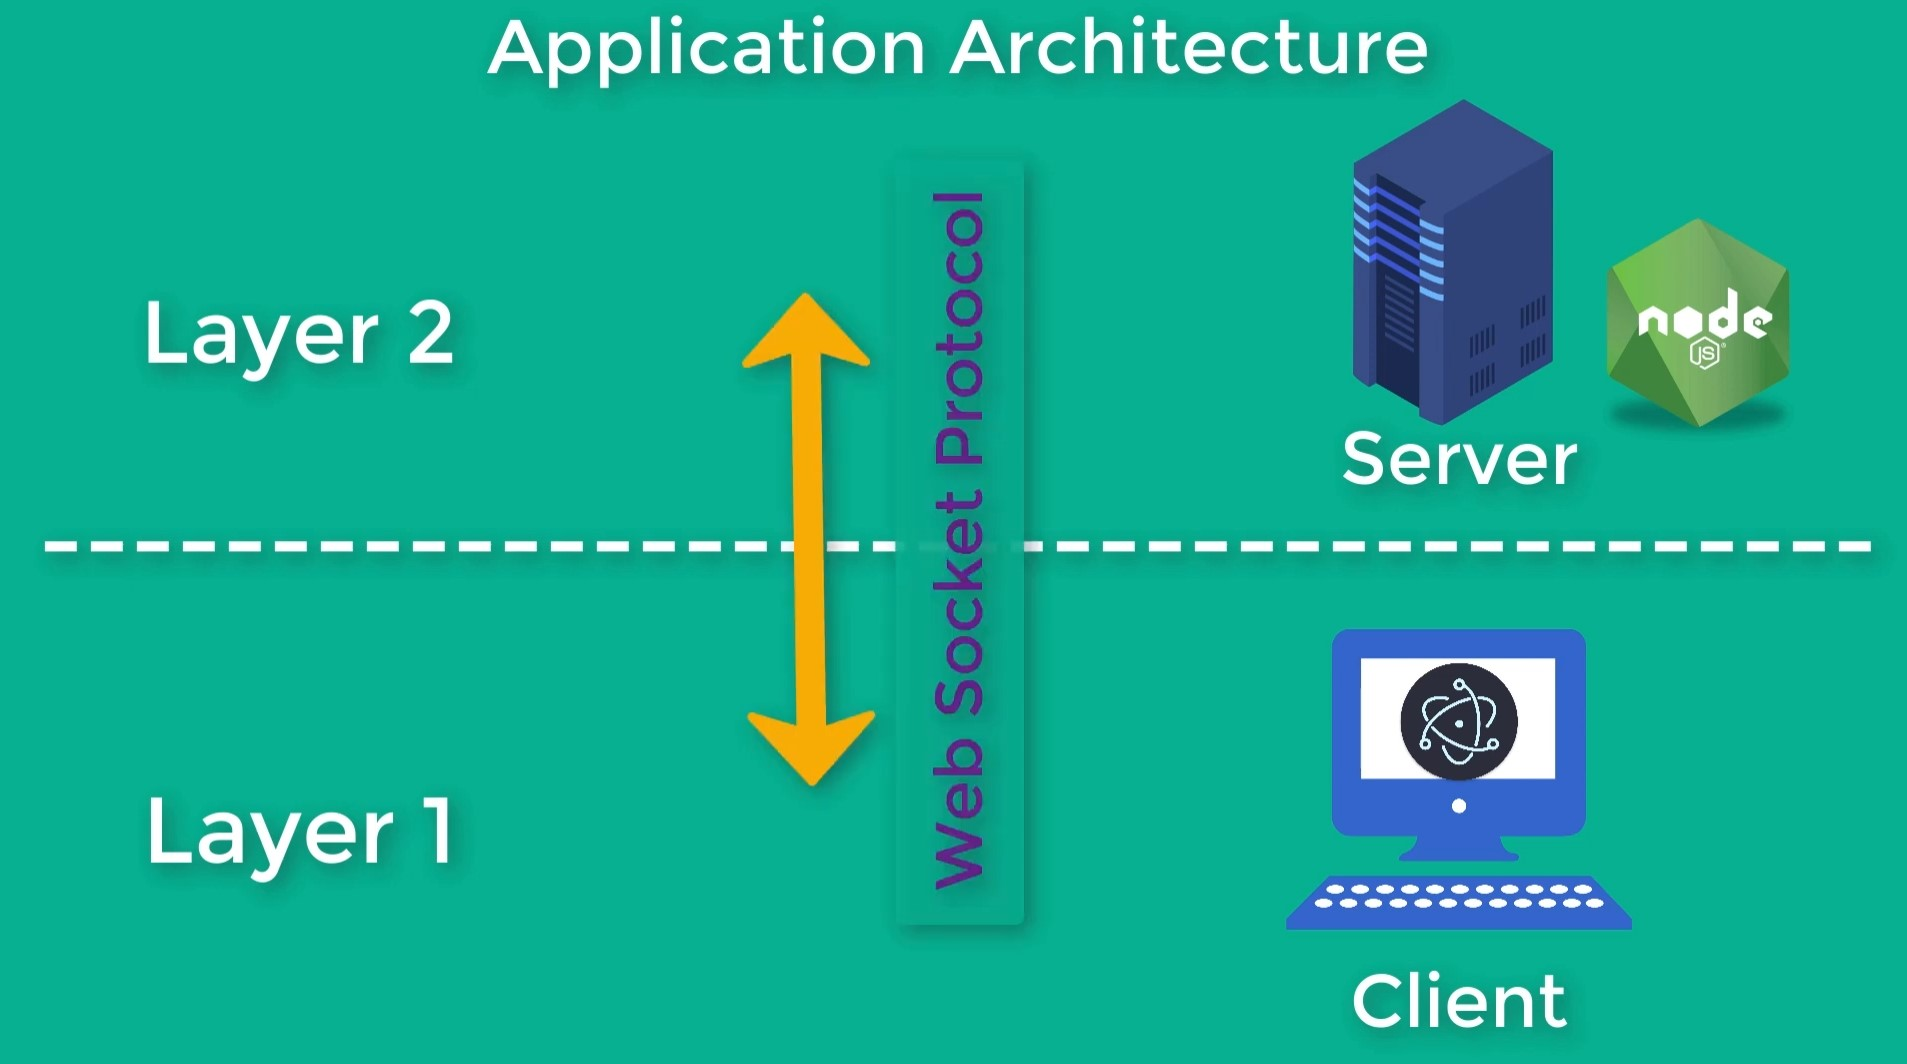 Application Architecture
Layer 2
Web Socket Protocol
node
JS
Server
Layer 1
Client